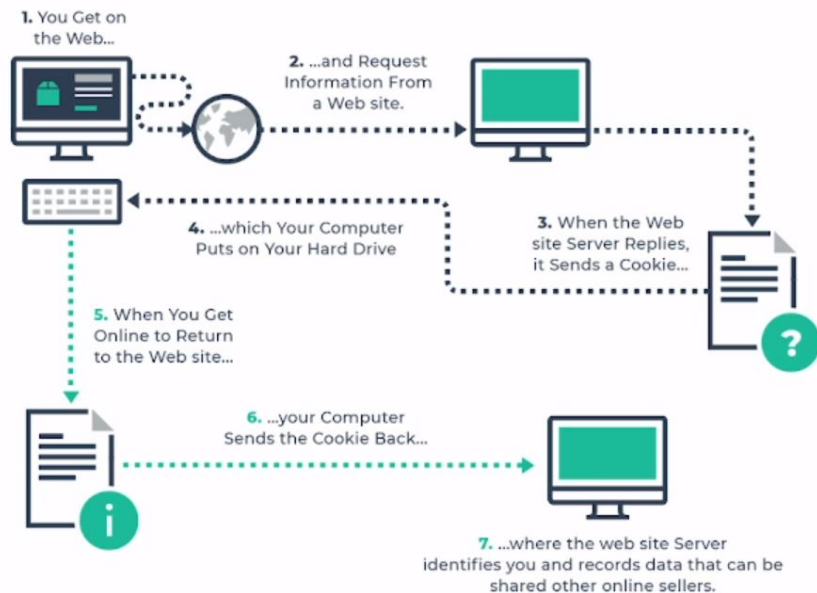 1. You Get on
the Web...
2. ...and Request
Information From
a Web site.
3. When the Web
site Server Replies,
it Sends a Cookie...
?
4. ...which Your Computer
Puts on Your Hard Drive
5. When You Get
Online to Return
to the Web site...
i
6. ...your Computer
Sends the Cookie Back...
7. ...where the web site Server
identifies you and records data that can be
shared other online sellers.